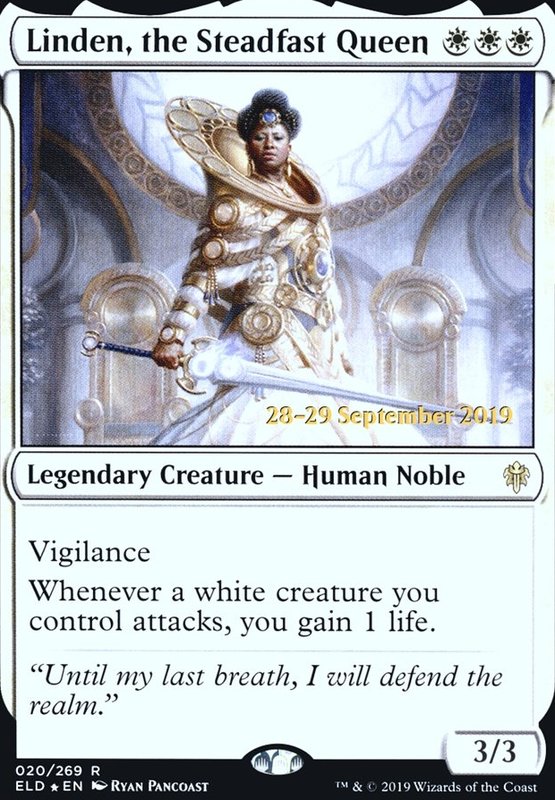 Linden, the Steadfast Queen
28–29 September 2019
Legendary Creature — Human Noble
Vigilance
Whenever a white creature you
control attacks, you gain 1 life.
“Until my last breath, I will defend the
realm.”
3/3
020/269 R
ELD ★ EN Ryan Pancoast
™ & © 2019 Wizards of the Coast